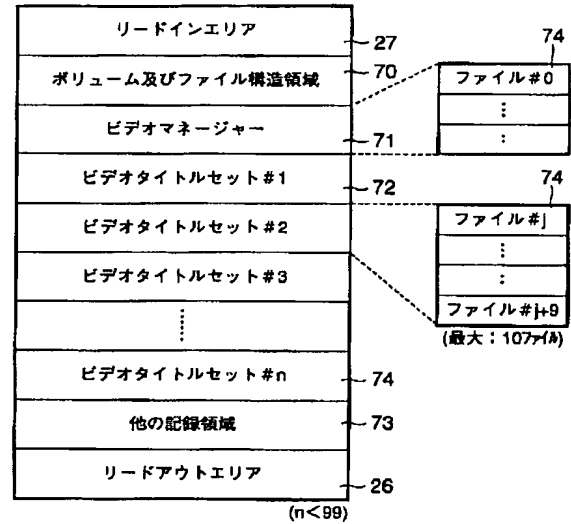 リードインエリア
27
ボリューム及びファイル構造領域
70
ビデオマネージャー
71
ビデオタイトルセット#1
72
ビデオタイトルセット#2
ビデオタイトルセット#3
ビデオタイトルセット#n
74
他の記録領域
73
リードアウトエリア
26
(n<99)
74
ファイル#0
74
ファイル#j
ファイル#j+9
(最大：107ファイル)